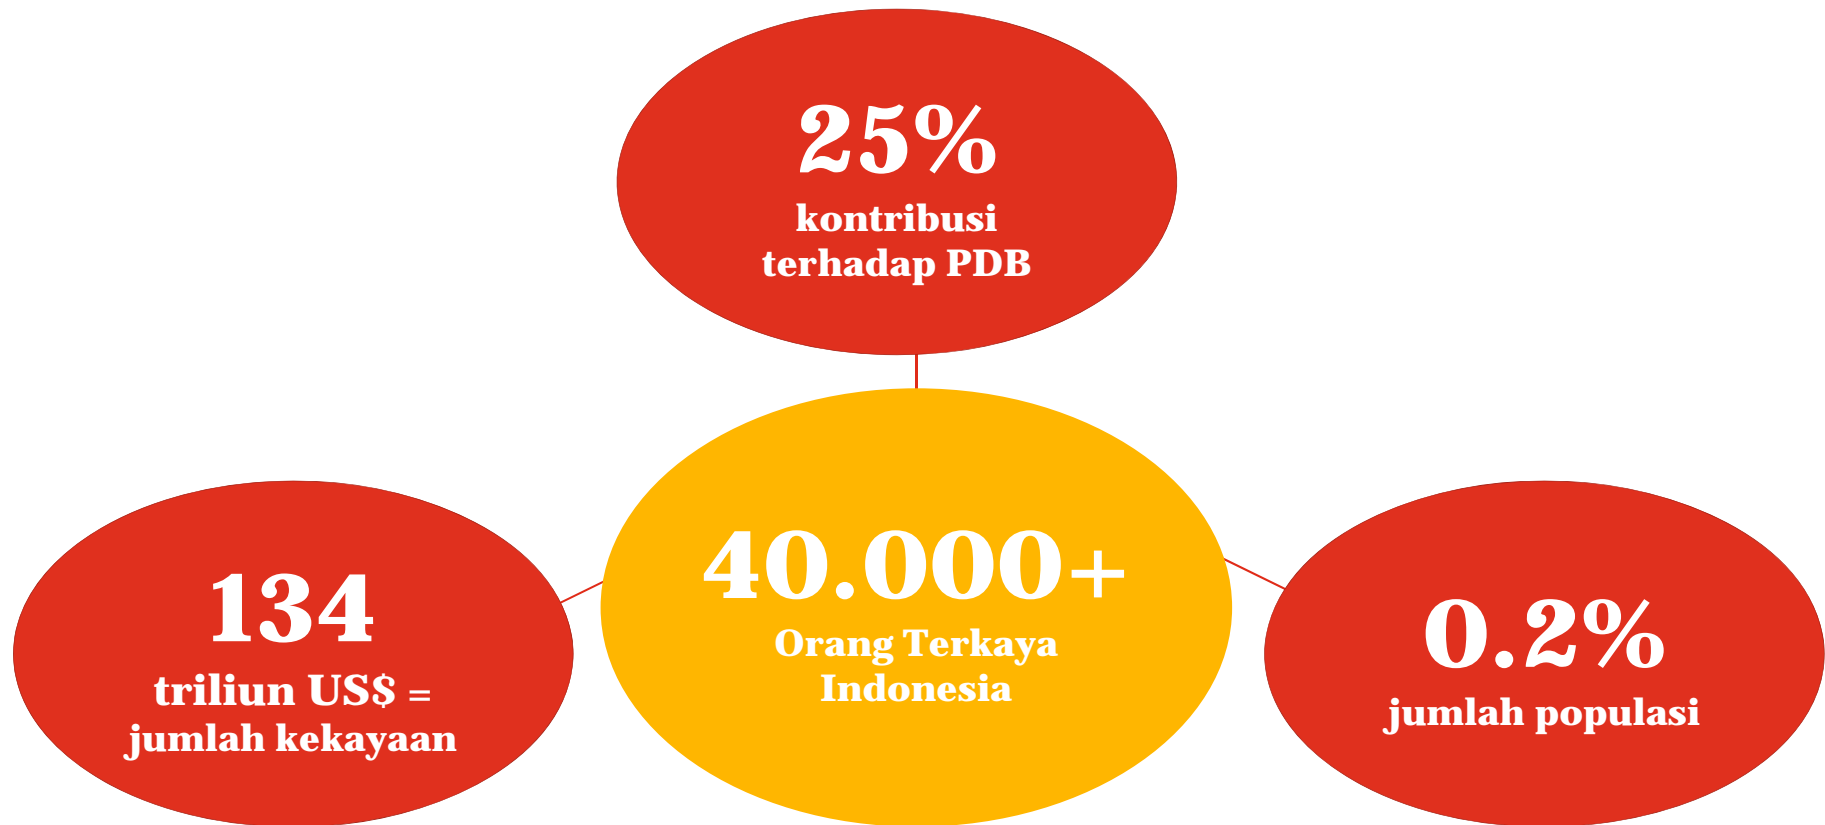 25%
kontribusi
terhadap PDB
40.000+
Orang Terkaya
Indonesia
134
triliun US$ =
jumlah kekayaan
0.2%
jumlah populasi